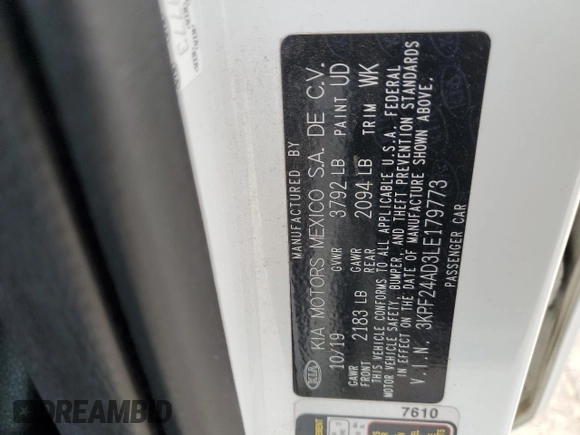 MANUFACTURED BY
KIA KIA MOTORS MEXICO S.A. DE C.V.
10/19 GVWR 3792 LB PAINT UD
GAWR FRONT 2183 LB GAWR REAR 2094 LB TRIM WK
THIS VEHICLE CONFORMS TO ALL APPLICABLE U.S.A. FEDERAL
MOTOR VEHICLE SAFETY, BUMPER, AND THEFT PREVENTION STANDARDS
IN EFFECT ON THE DATE OF MANUFACTURE SHOWN ABOVE.
V.I.N. 3KPF24AD3LE179773
PASSENGER CAR
7610
DREAMBID